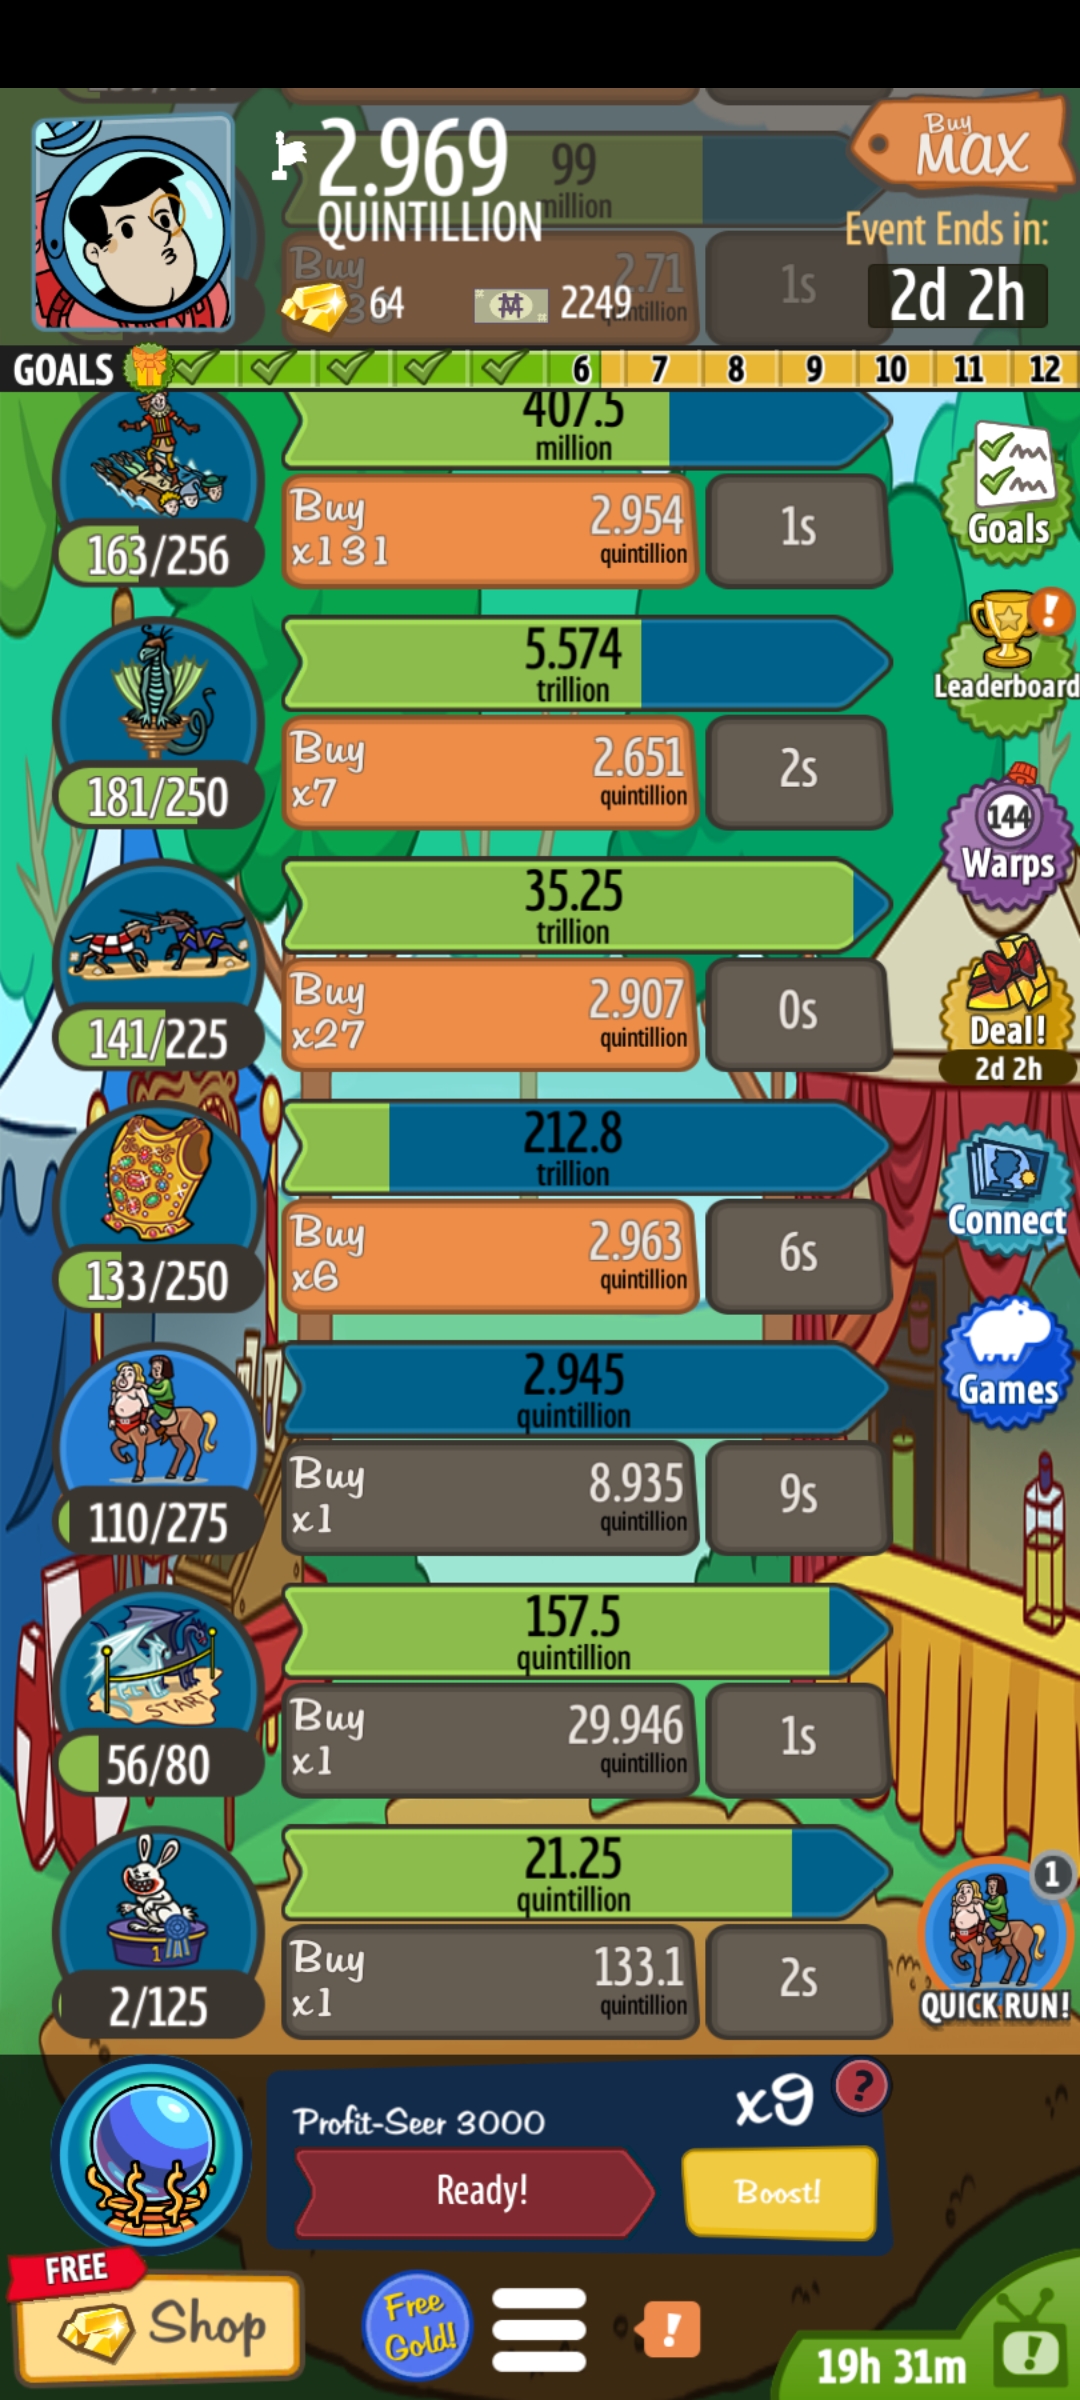 2.969
QUINTILLION
99
million
Buy
MAX
Event Ends in:
2d 2h
Buy
2.71
1s
64
2249
GOALS
6
7
8
9
10
11
12
407.5
million
163/256
Buy
x131
2.954
quintillion
1s
Goals
5.574
trillion
181/250
Buy
x7
2.651
quintillion
2s
Leaderboard
!
35.25
trillion
141/225
Buy
x27
2.907
quintillion
0s
144
Warps
Deal!
2d 2h
212.8
trillion
133/250
Buy
x6
2.963
quintillion
6s
Connect
2.945
quintillion
110/275
Buy
x1
8.935
quintillion
9s
Games
157.5
quintillion
START
56/80
Buy
x1
29.946
quintillion
1s
21.25
quintillion
1
2/125
Buy
x1
133.1
quintillion
2s
1
QUICK RUN!
Profit-Seer 3000
x9
?
Ready!
Boost!
FREE
Shop
Free
Gold!
!
19h 31m
!